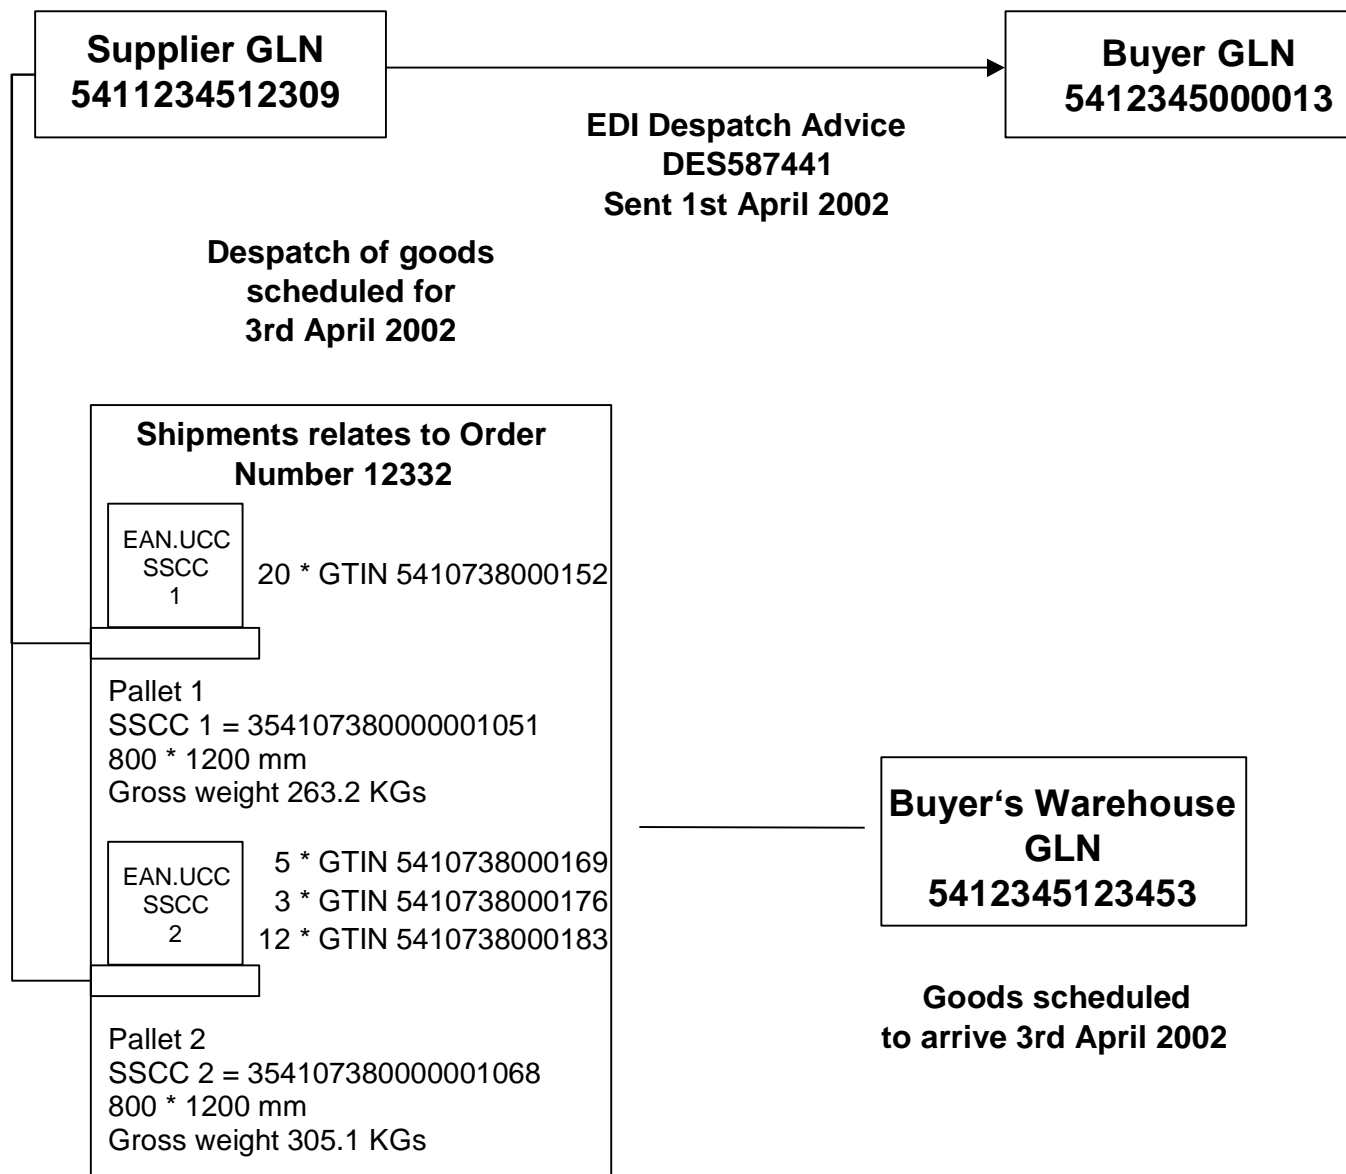 Supplier GLN
5411234512309
Buyer GLN
5412345000013
EDI Despatch Advice
DES587441
Sent 1st April 2002
Despatch of goods
scheduled for
3rd April 2002
Shipments relates to Order
Number 12332
EAN.UCC
SSCC
1
20 * GTIN 5410738000152
Pallet 1
SSCC 1 = 354107380000001051
800 * 1200 mm
Gross weight 263.2 KGs
EAN.UCC
SSCC
2
5 * GTIN 5410738000169
3 * GTIN 5410738000176
12 * GTIN 5410738000183
Pallet 2
SSCC 2 = 354107380000001068
800 * 1200 mm
Gross weight 305.1 KGs
Buyer‘s Warehouse
GLN
5412345123453
Goods scheduled
to arrive 3rd April 2002